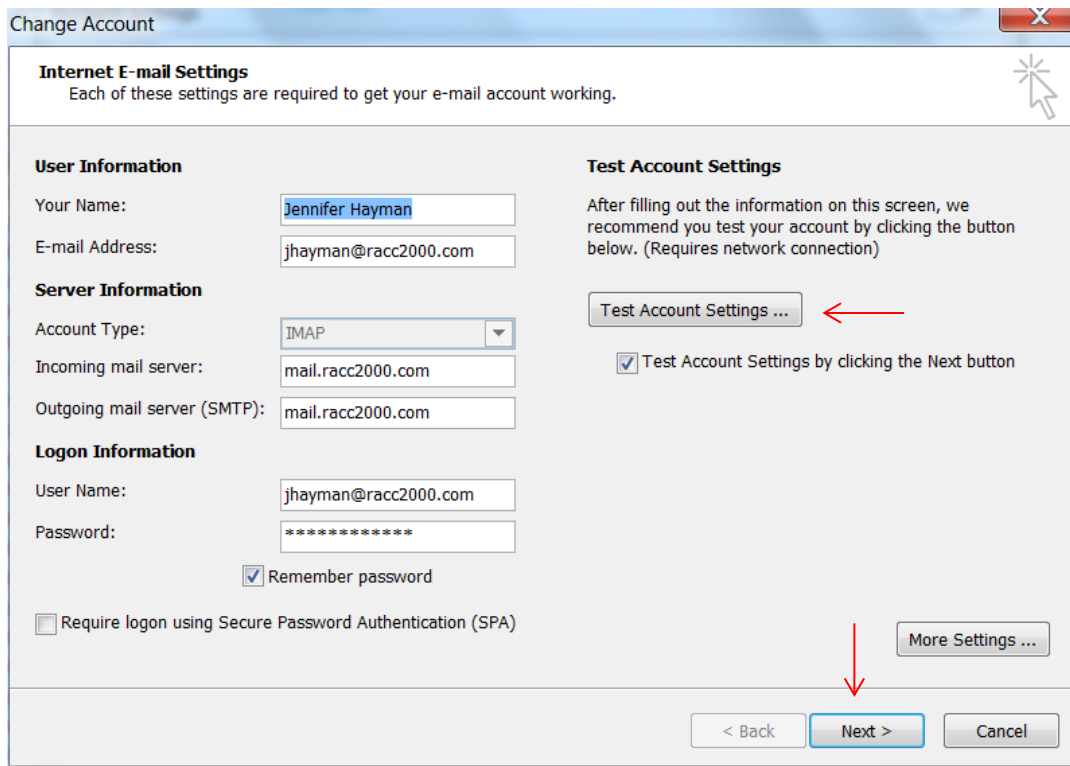 Change Account
X
Internet E-mail Settings
Each of these settings are required to get your e-mail account working.
User Information
Your Name:
Jennifer Hayman
E-mail Address:
jhayman@racc2000.com
Server Information
Account Type:
IMAP
Incoming mail server:
mail.racc2000.com
Outgoing mail server (SMTP):
mail.racc2000.com
Logon Information
User Name:
jhayman@racc2000.com
Password:
************
Remember password
Require logon using Secure Password Authentication (SPA)
Test Account Settings
After filling out the information on this screen, we
recommend you test your account by clicking the button
below. (Requires network connection)
Test Account Settings ...
Test Account Settings by clicking the Next button
More Settings ...
< Back
Next >
Cancel